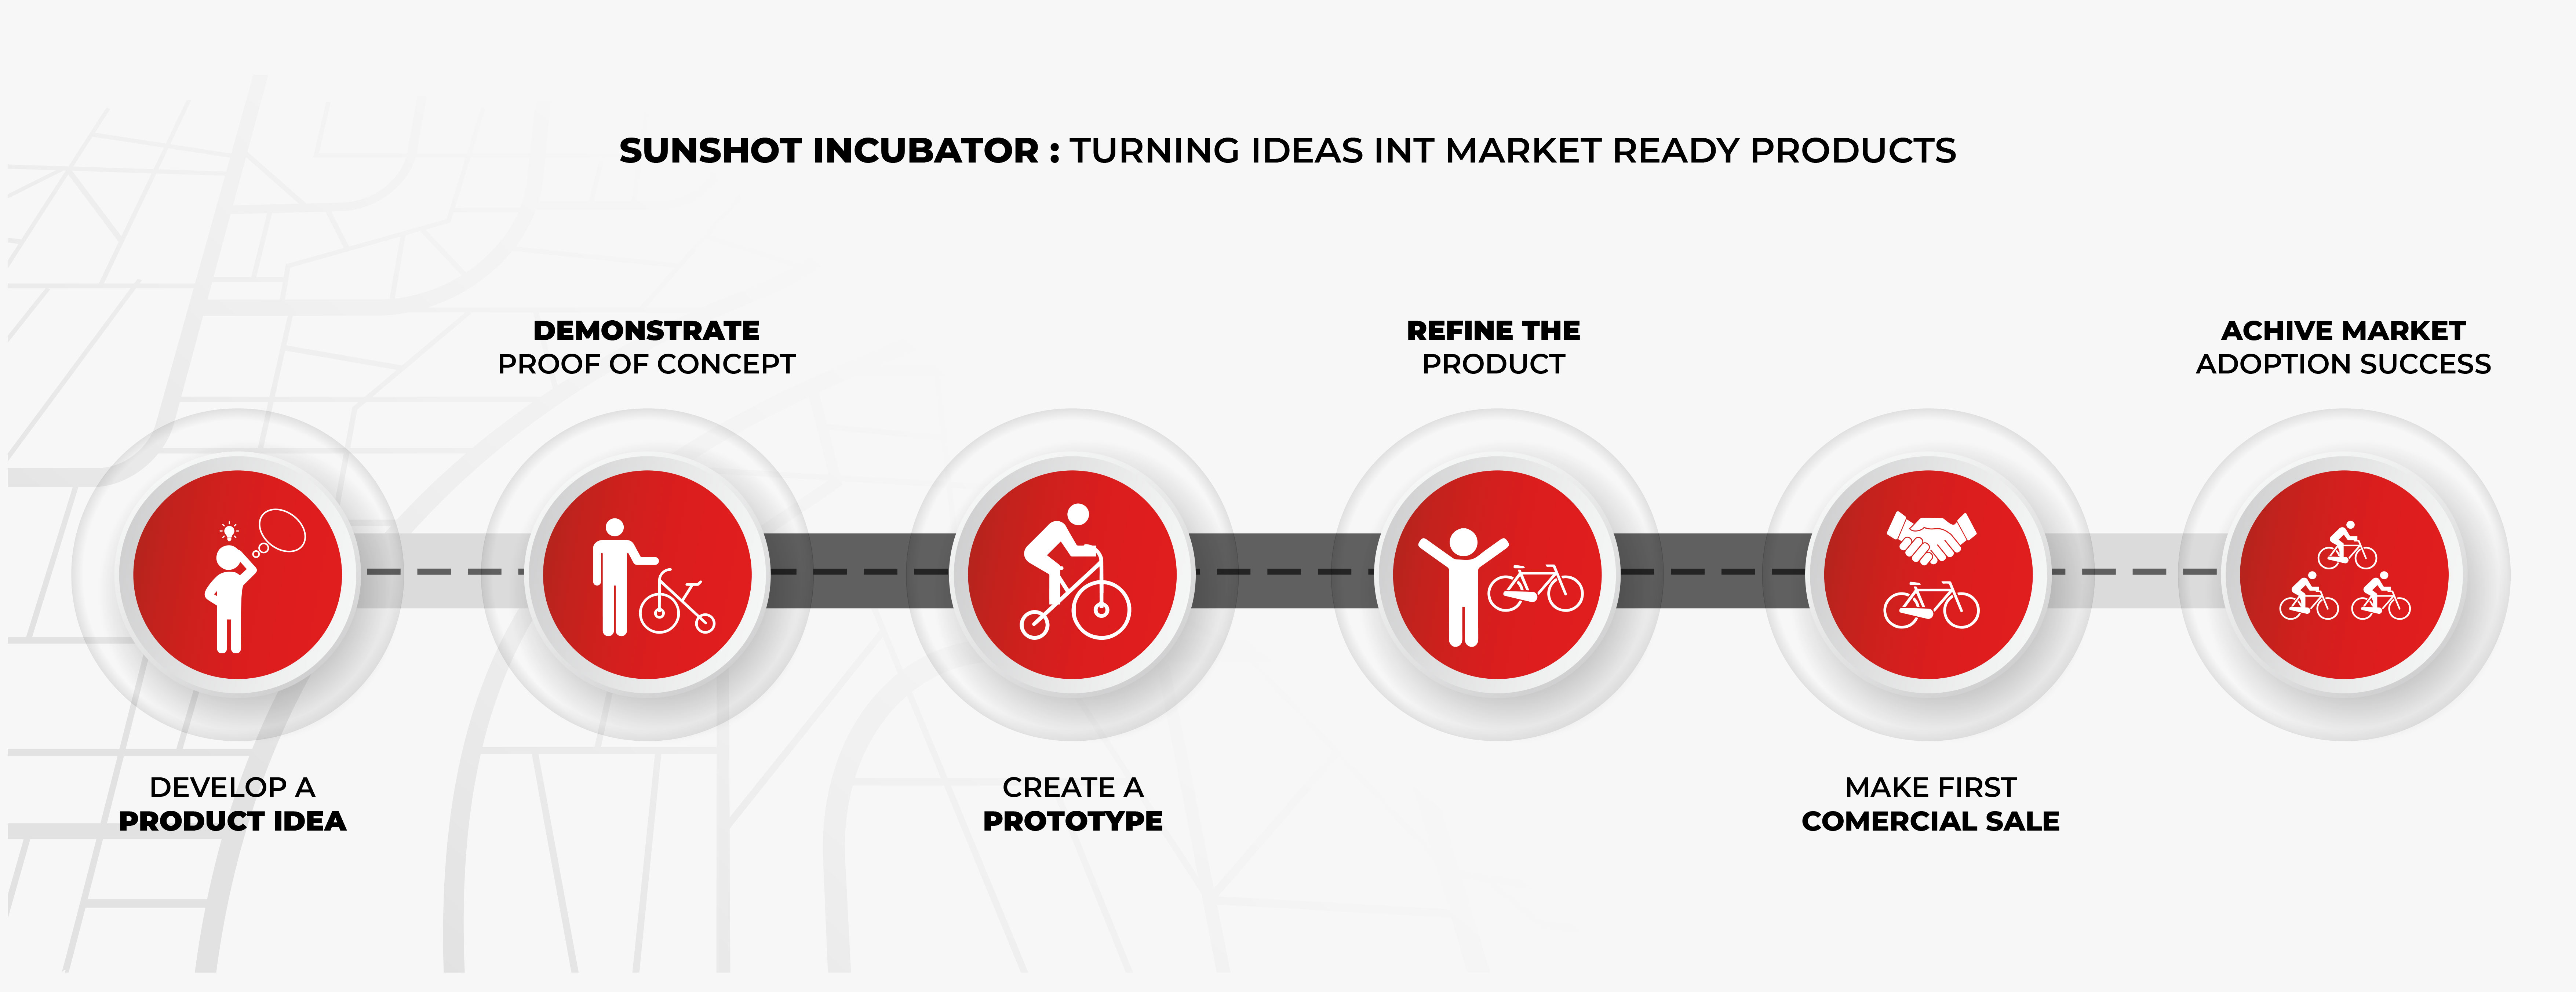 SUNSHOT INCUBATOR : TURNING IDEAS INT MARKET READY PRODUCTS
DEVELOP A
PRODUCT IDEA
DEMONSTRATE
PROOF OF CONCEPT
CREATE A
PROTOTYPE
REFINE THE
PRODUCT
MAKE FIRST
COMERCIAL SALE
ACHIVE MARKET
ADOPTION SUCCESS